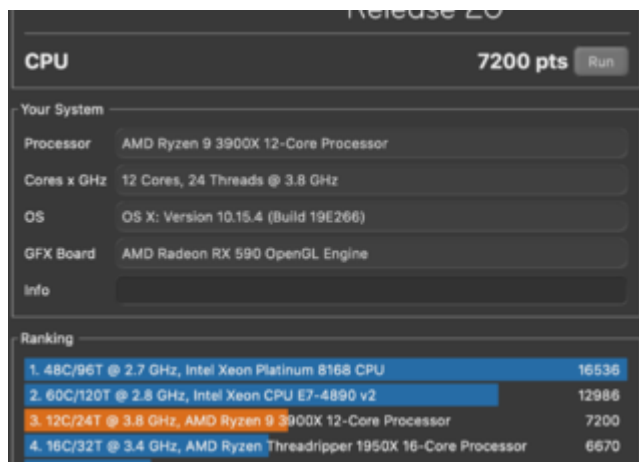 Release 20
CPU 7200 pts Run
Your System
Processor AMD Ryzen 9 3900X 12-Core Processor
Cores x GHz 12 Cores, 24 Threads @ 3.8 GHz
OS OS X: Version 10.15.4 (Build 19E266)
GFX Board AMD Radeon RX 590 OpenGL Engine
Info
Ranking
1. 48C/96T @ 2.7 GHz, Intel Xeon Platinum 8168 CPU 16536
2. 60C/120T @ 2.8 GHz, Intel Xeon CPU E7-4890 v2 12986
3. 12C/24T @ 3.8 GHz, AMD Ryzen 9 3900X 12-Core Processor 7200
4. 16C/32T @ 3.4 GHz, AMD Ryzen Threadripper 1950X 16-Core Processor 6670